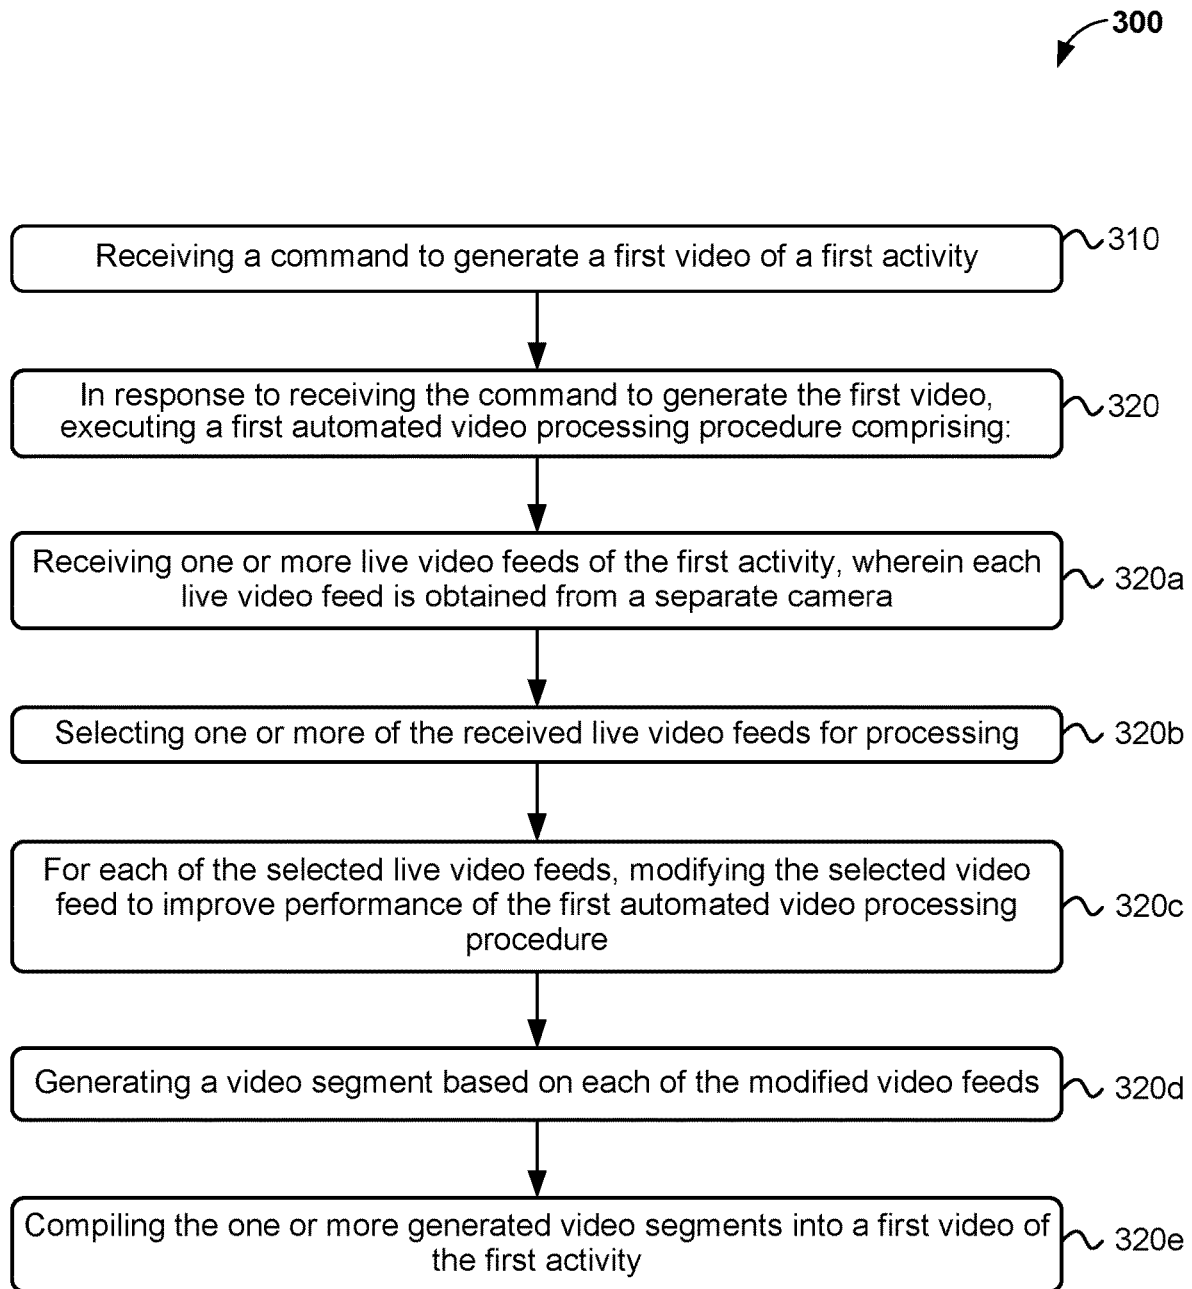 300
Receiving a command to generate a first video of a first activity
310
In response to receiving the command to generate the first video,
executing a first automated video processing procedure comprising:
320
Receiving one or more live video feeds of the first activity, wherein each
live video feed is obtained from a separate camera
320a
Selecting one or more of the received live video feeds for processing
320b
For each of the selected live video feeds, modifying the selected video
feed to improve performance of the first automated video processing
procedure
320c
Generating a video segment based on each of the modified video feeds
320d
Compiling the one or more generated video segments into a first video of
the first activity
320e